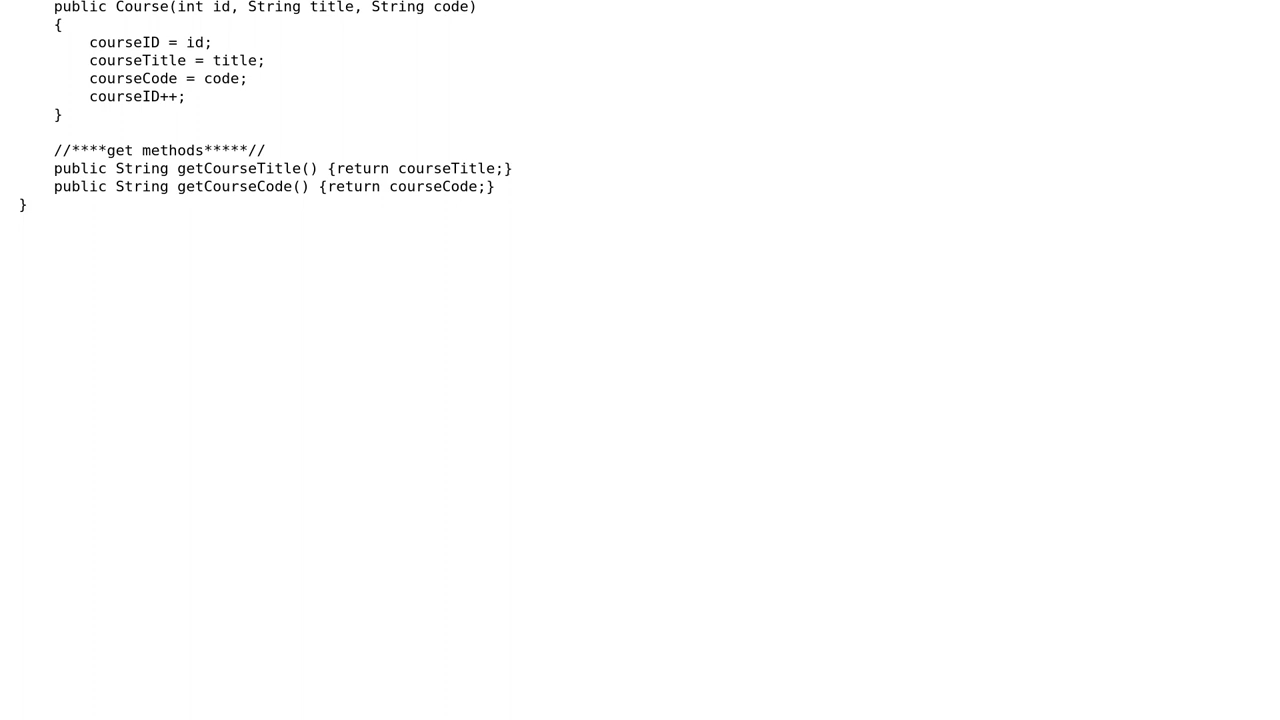 public Course(int id, String title, String code)
{
courseID = id;
courseTitle = title;
courseCode = code;
courseID++;
}
//****get methods*****//
public String getCourseTitle() {return courseTitle;}
public String getCourseCode() {return courseCode;}
}